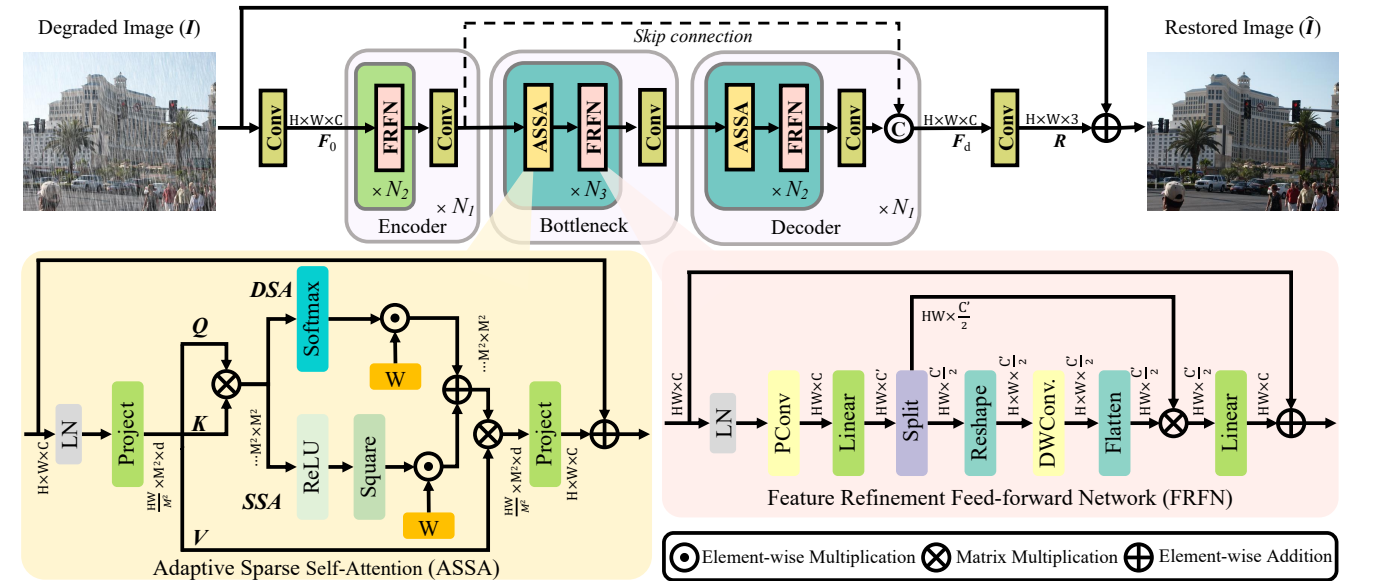 Degraded Image (I)
Restored Image (Î)
Skip connection
Conv
H×W×C
F0
FRFN
×N2
Conv
×N1
Encoder
ASSA
FRFN
×N3
Conv
Bottleneck
ASSA
FRFN
×N2
Conv
×N1
Decoder
C
H×W×C
Fd
Conv
H×W×3
R
H×W×C
LN
Project
HW/M² ×M²×d
Q
K
V
...M²×M²
DSA
Softmax
W
SSA
ReLU
Square
W
...M²×M²
HW/M² ×M²×d
Project
H×W×C
Adaptive Sparse Self-Attention (ASSA)
HW×C
LN
PConv
HW×C
Linear
HW×C'
Split
HW×C'/2
HW×C'/2
Reshape
H×W×C'/2
DWConv.
H×W×C'/2
Flatten
HW×C'/2
HW×C'/2
Linear
HW×C
Feature Refinement Feed-forward Network (FRFN)
Element-wise Multiplication
Matrix Multiplication
Element-wise Addition